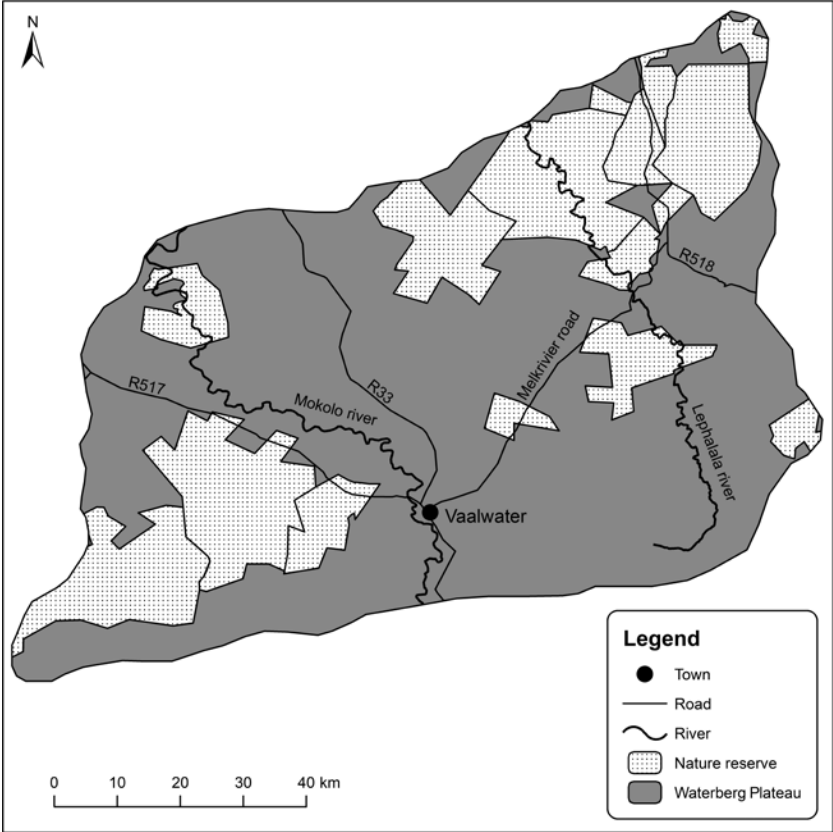 N
R518
Melkrivier road
R517
R33
Mokolo river
Lephalala river
Vaalwater
Legend
Town
Road
River
Nature reserve
Waterberg Plateau
0 10 20 30 40 km